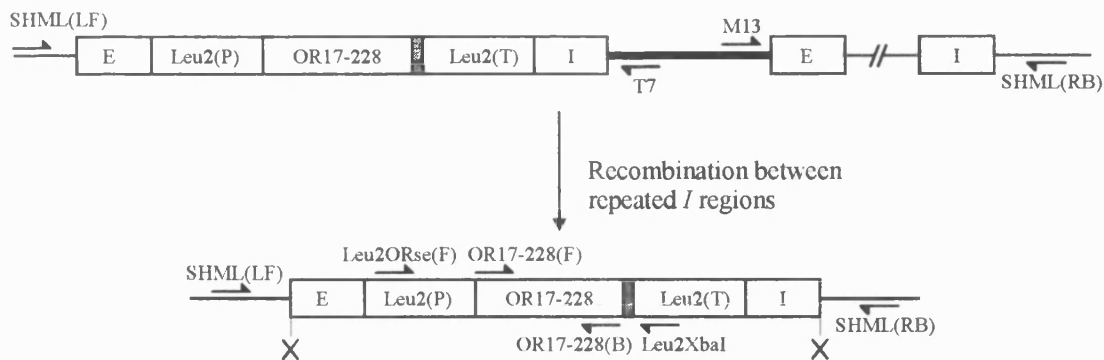 SHML(LF)
M13
E Leu2(P) OR17-228 Leu2(T) I E I
T7
SHML(RB)
Recombination between
repeated I regions
Leu2ORse(F) OR17-228(F)
SHML(LF)
E Leu2(P) OR17-228 Leu2(T) I
SHML(RB)
X OR17-228(B) Leu2XbaI X